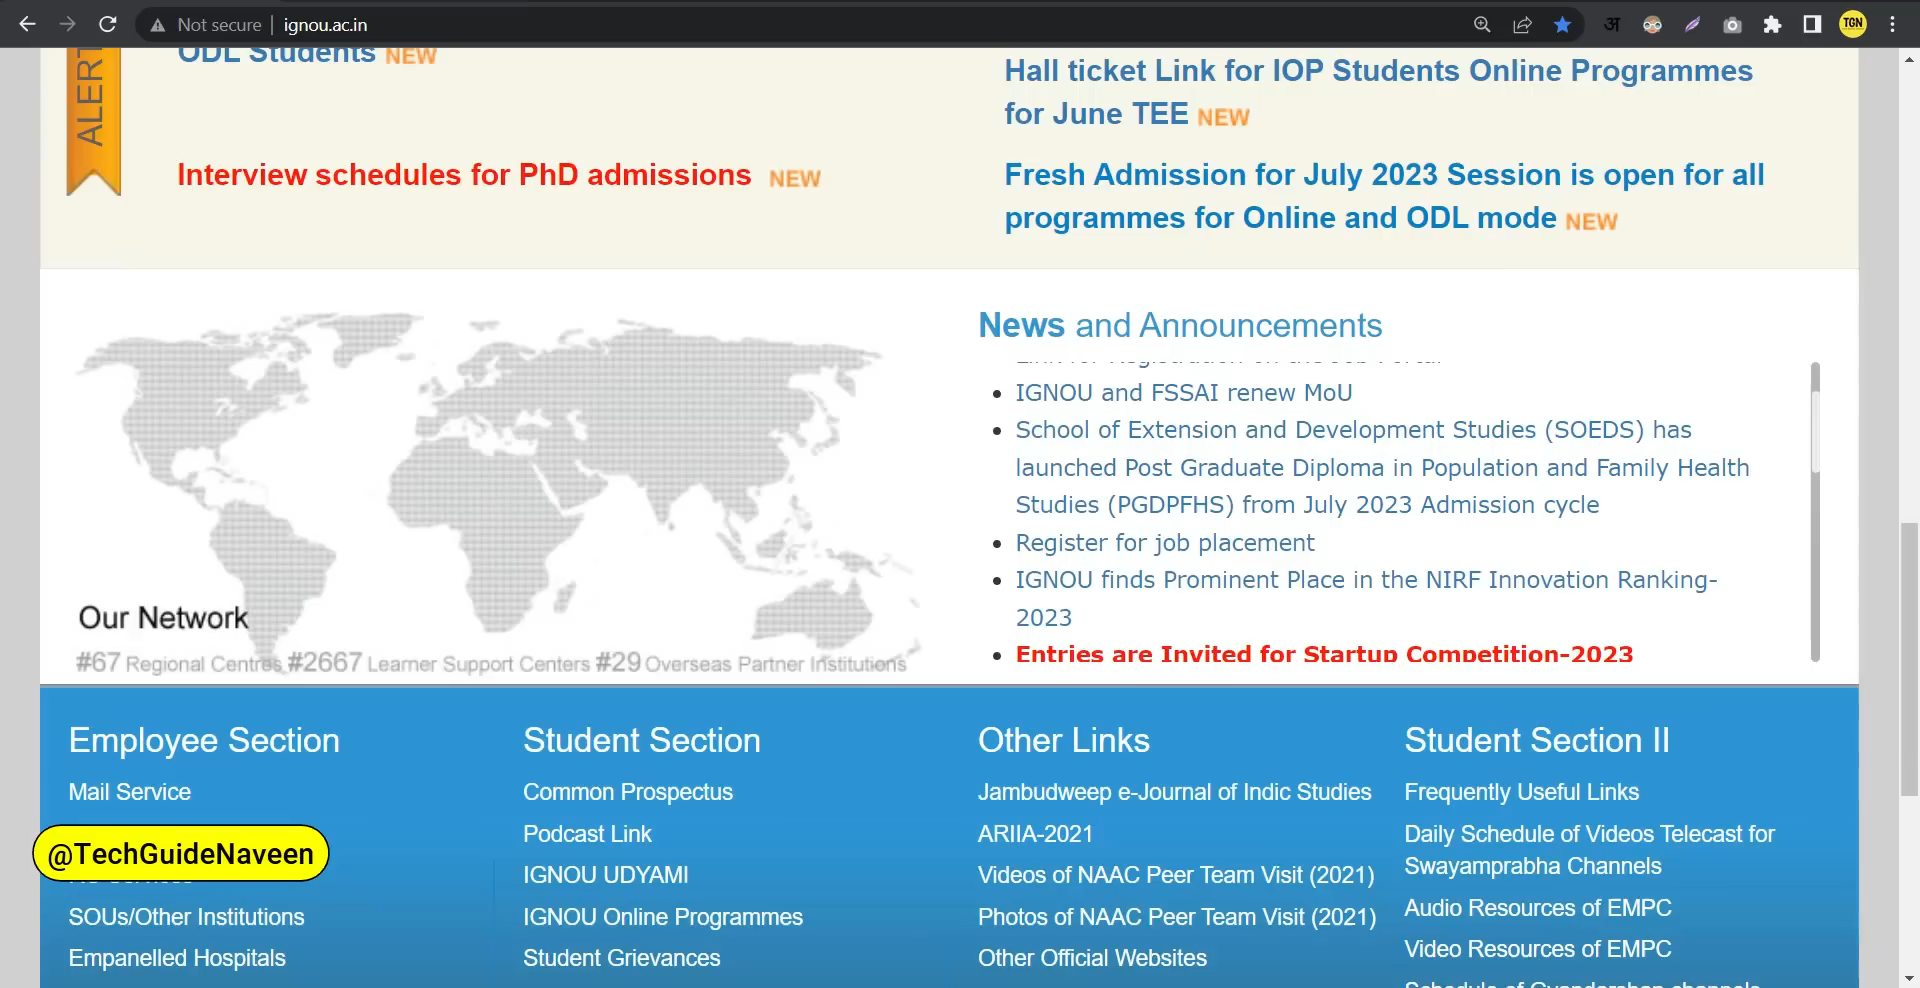 Not secure | ignou.ac.in
TGN
ALERT
ODL Students NEW
Interview schedules for PhD admissions NEW
Hall ticket Link for IOP Students Online Programmes
for June TEE NEW
Fresh Admission for July 2023 Session is open for all
programmes for Online and ODL mode NEW
Our Network
#67 Regional Centres #2667 Learner Support Centers #29 Overseas Partner Institutions
News and Announcements
Link for Registration on the Job Portal
IGNOU and FSSAI renew MoU
School of Extension and Development Studies (SOEDS) has
launched Post Graduate Diploma in Population and Family Health
Studies (PGDPFHS) from July 2023 Admission cycle
Register for job placement
IGNOU finds Prominent Place in the NIRF Innovation Ranking-
2023
Entries are Invited for Startup Competition-2023
Employee Section
Mail Service
@TechGuideNaveen
SOUs/Other Institutions
Empanelled Hospitals
Student Section
Common Prospectus
Podcast Link
IGNOU UDYAMI
IGNOU Online Programmes
Student Grievances
Other Links
Jambudweep e-Journal of Indic Studies
ARIIA-2021
Videos of NAAC Peer Team Visit (2021)
Photos of NAAC Peer Team Visit (2021)
Other Official Websites
Student Section II
Frequently Useful Links
Daily Schedule of Videos Telecast for
Swayamprabha Channels
Audio Resources of EMPC
Video Resources of EMPC